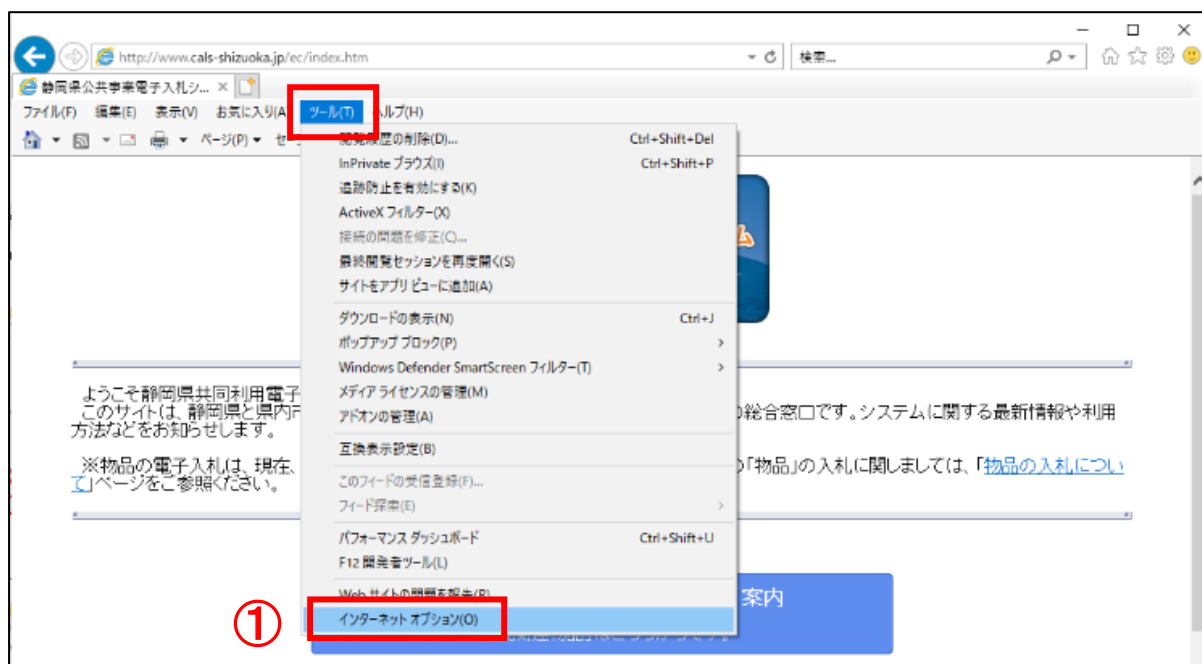 http://www.cals-shizuoka.jp/ec/index.htm
検索...
静岡県公共事業電子入札シ... ×
ファイル(F) 編集(E) 表示(V) お気に入り(A ツール(T) ヘルプ(H)
ページ(P) セ
閲覧履歴の削除(D)... Ctrl+Shift+Del
InPrivate ブラウズ(I) Ctrl+Shift+P
追跡防止を有効にする(K)
ActiveX フィルター(X)
接続の問題を修正(C)...
最終閲覧セッションを再度開く(S)
サイトをアプリ ビューに追加(A)
ダウンロードの表示(N) Ctrl+J
ポップアップ ブロック(P)
Windows Defender SmartScreen フィルター(T)
メディア ライセンスの管理(M)
アドオンの管理(A)
互換表示設定(B)
このフィードの受信登録(F)...
フィード探索(E)
パフォーマンス ダッシュボード Ctrl+Shift+U
F12 開発者ツール(L)
Web サイトの問題を報告(R)
インターネット オプション(O)
①
ム
ようこそ静岡県共同利用電子
このサイトは、静岡県と県内市 の総合窓口です。システムに関する最新情報や利用
方法などをお知らせします。
※物品の電子入札は、現在、 の「物品」の入札に関しましては、「物品の入札につい
て」ページをご参照ください。
案内